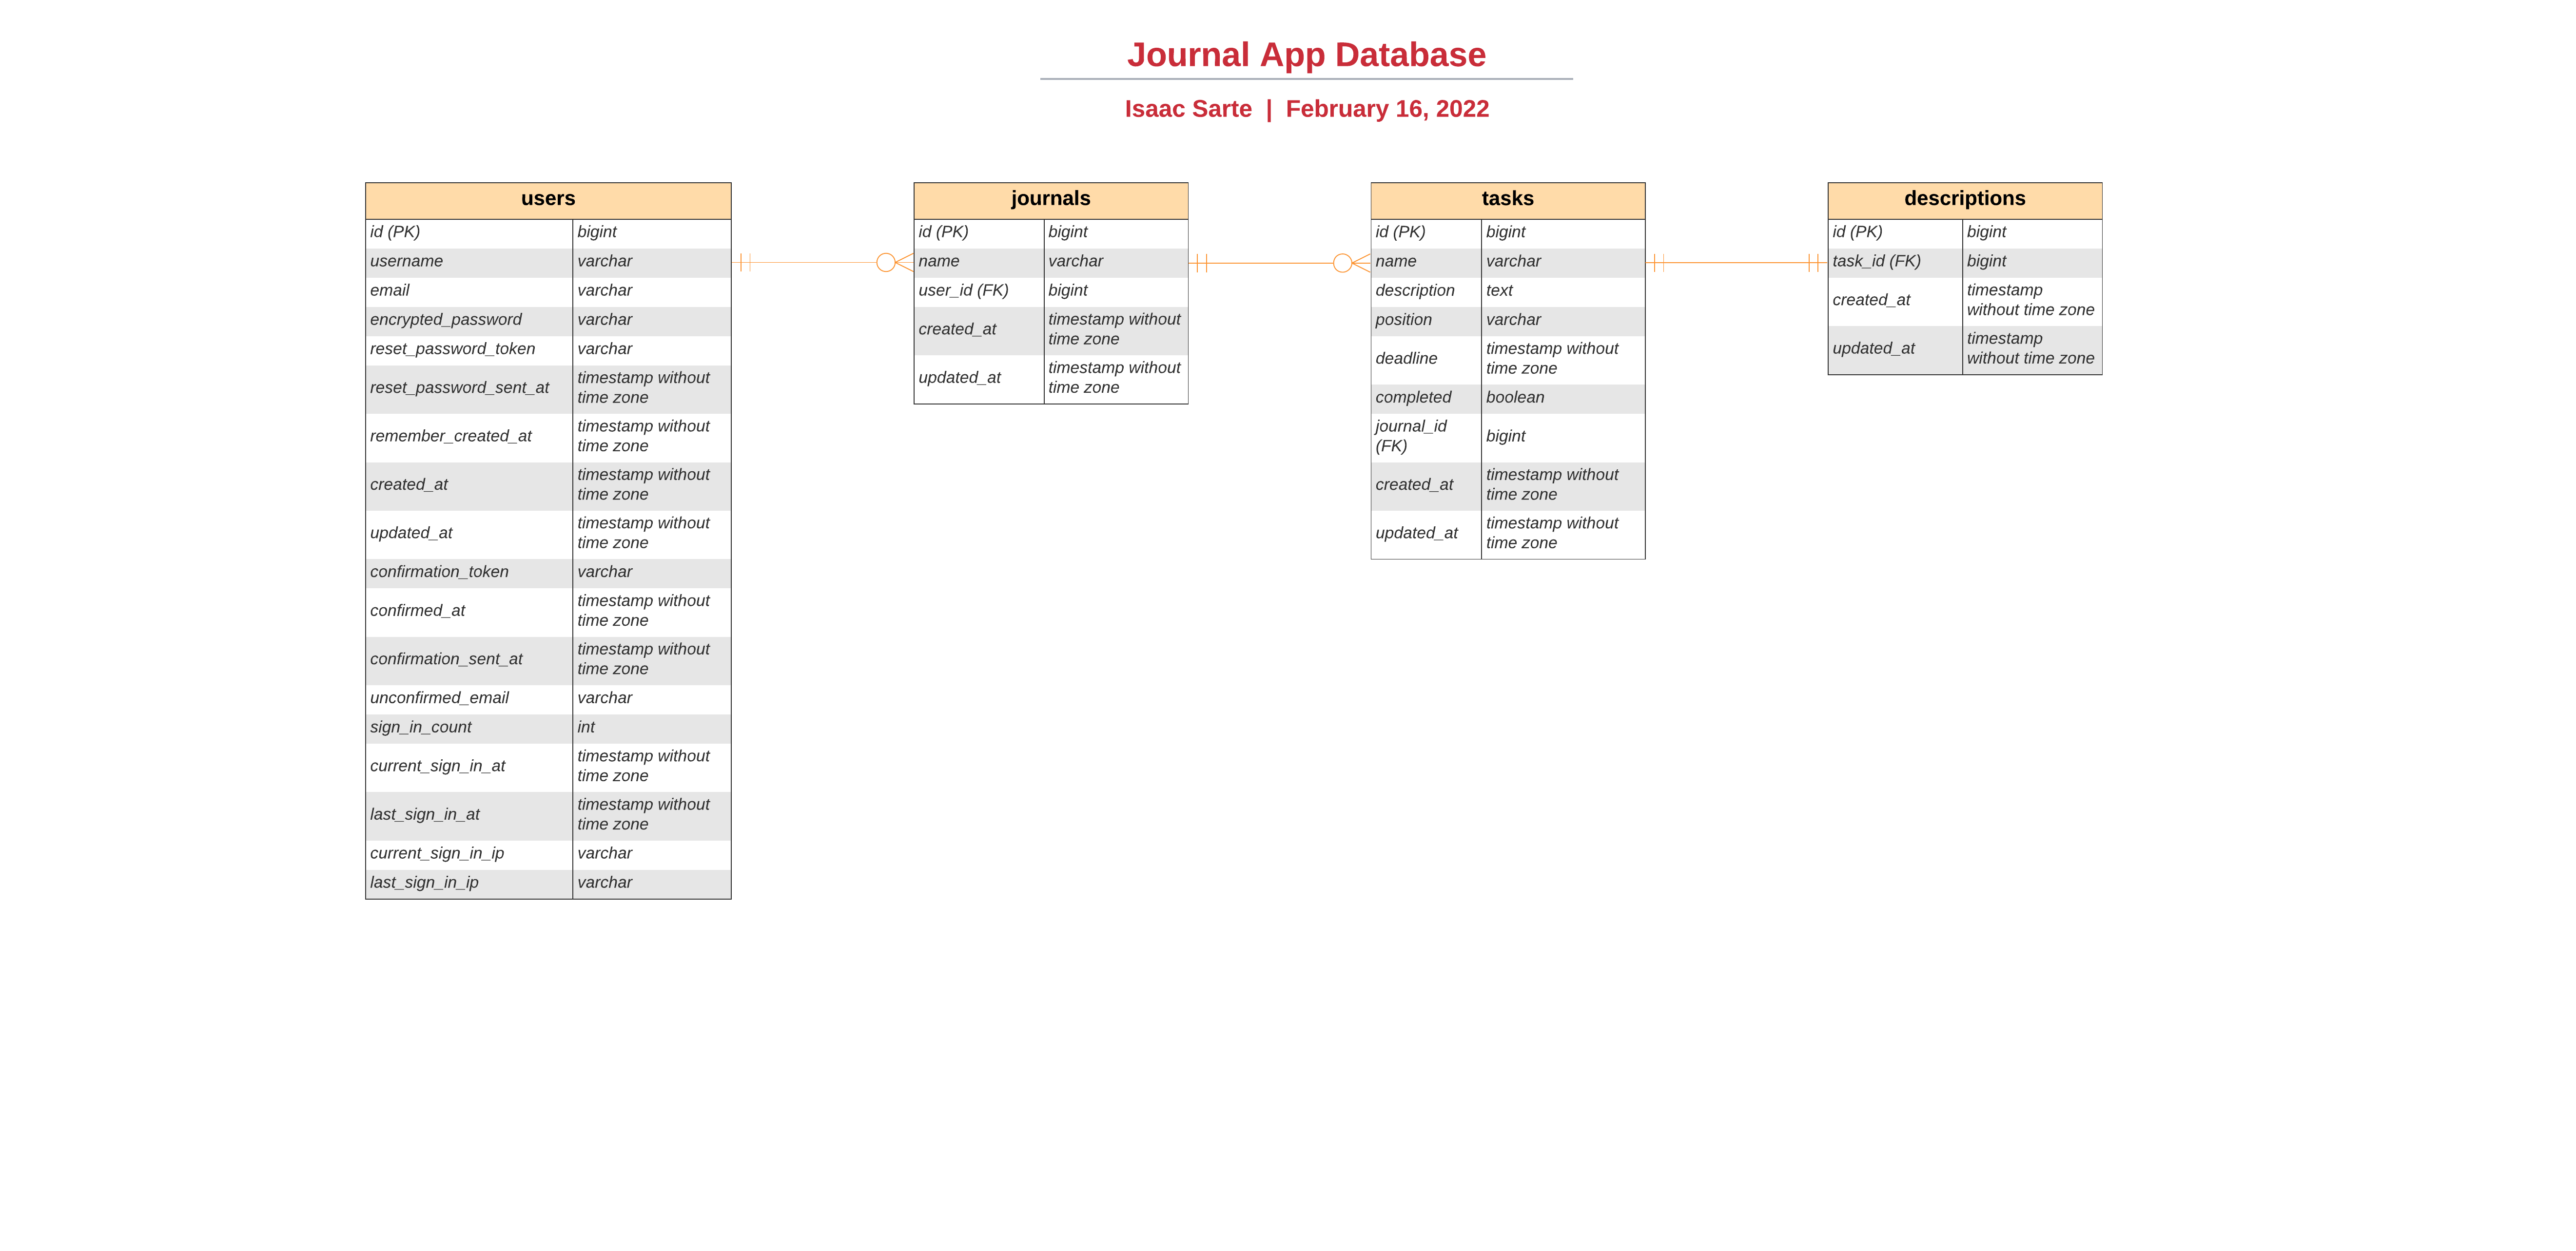 Journal App Database
Isaac Sarte | February 16, 2022
users
id (PK) bigint
username varchar
email varchar
encrypted_password varchar
reset_password_token varchar
reset_password_sent_at timestamp without
time zone
remember_created_at timestamp without
time zone
created_at timestamp without
time zone
updated_at timestamp without
time zone
confirmation_token varchar
confirmed_at timestamp without
time zone
confirmation_sent_at timestamp without
time zone
unconfirmed_email varchar
sign_in_count int
current_sign_in_at timestamp without
time zone
last_sign_in_at timestamp without
time zone
current_sign_in_ip varchar
last_sign_in_ip varchar
journals
id (PK) bigint
name varchar
user_id (FK) bigint
created_at timestamp without
time zone
updated_at timestamp without
time zone
tasks
id (PK) bigint
name varchar
description text
position varchar
deadline timestamp without
time zone
completed boolean
journal_id
(FK) bigint
created_at timestamp without
time zone
updated_at timestamp without
time zone
descriptions
id (PK) bigint
task_id (FK) bigint
created_at timestamp
without time zone
updated_at timestamp
without time zone